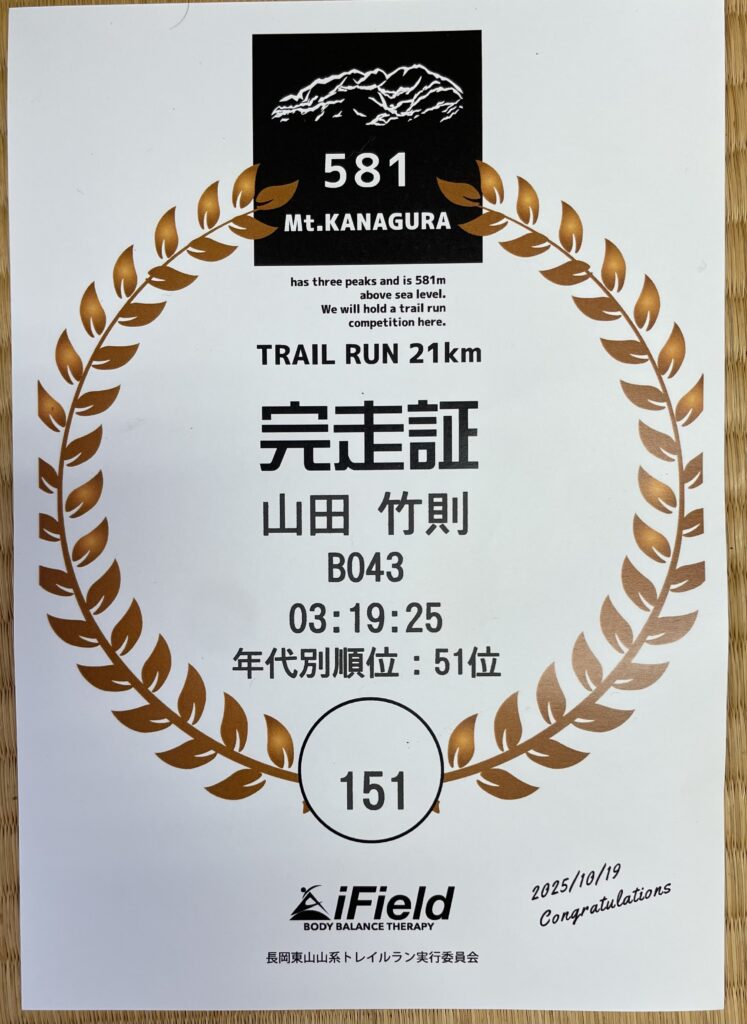 581
Mt.KANAGURA
has three peaks and is 581m
above sea level.
We will hold a trail run
competition here.
TRAIL RUN 21km
完走証
山田 竹則
B043
03:19:25
年代別順位：51位
151
iField
BODY BALANCE THERAPY
2025/10/19
Congratulations
長岡東山山系トレイルラン実行委員会